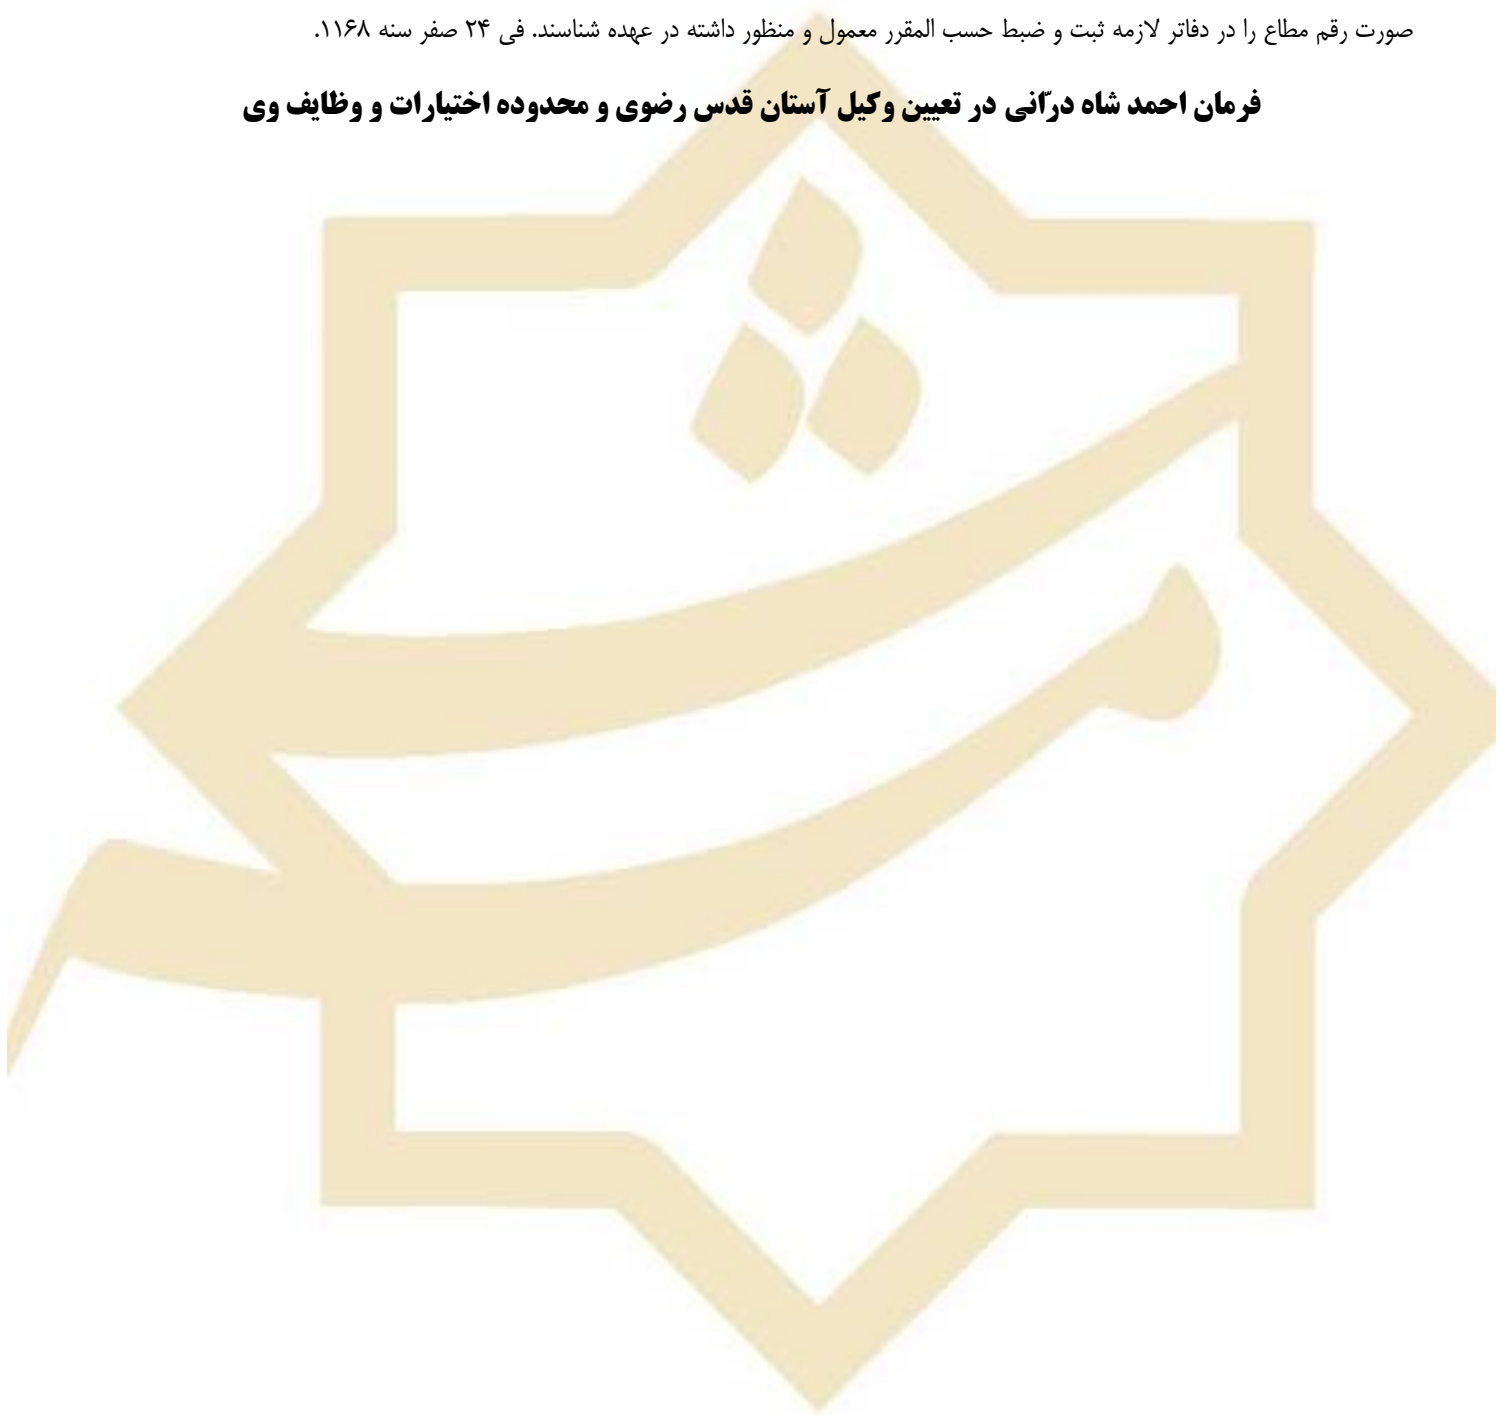 صورت رقم مطاع را در دفاتر لازمه ثبت و ضبط حسب المقرر معمول و منظور داشته در عهده شناسند. فی ۲۴ صفر سنه ۱۱۶۸.
فرمان احمد شاه درّانی در تعیین وکیل آستان قدس رضوی و محدوده اختیارات و وظایف وی